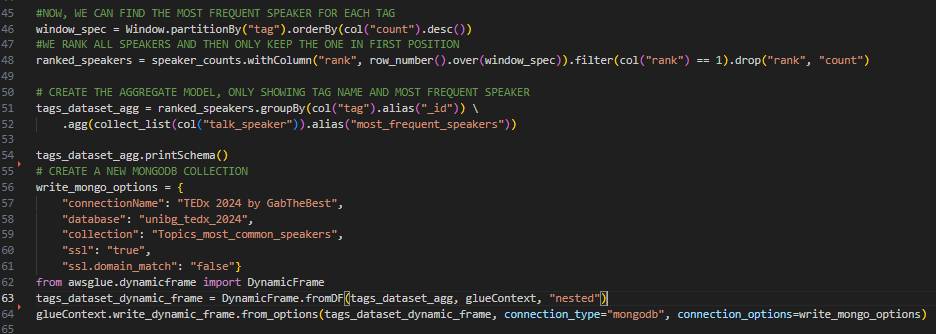 45 #NOW, WE CAN FIND THE MOST FREQUENT SPEAKER FOR EACH TAG
46 window_spec = Window.partitionBy("tag").orderBy(col("count").desc())
47 #WE RANK ALL SPEAKERS AND THEN ONLY KEEP THE ONE IN FIRST POSITION
48 ranked_speakers = speaker_counts.withColumn("rank", row_number().over(window_spec)).filter(col("rank") == 1).drop("rank", "count")
49
50 # CREATE THE AGGREGATE MODEL, ONLY SHOWING TAG NAME AND MOST FREQUENT SPEAKER
51 tags_dataset_agg = ranked_speakers.groupBy(col("tag").alias("_id")) \
52     .agg(collect_list(col("talk_speaker")).alias("most_frequent_speakers"))
53
54 tags_dataset_agg.printSchema()
55 # CREATE A NEW MONGODB COLLECTION
56 write_mongo_options = {
57     "connectionName": "TEDx 2024 by GabTheBest",
58     "database": "unibg_tedx_2024",
59     "collection": "Topics_most_common_speakers",
60     "ssl": "true",
61     "ssl.domain_match": "false"}
62 from awsglue.dynamicframe import DynamicFrame
63 tags_dataset_dynamic_frame = DynamicFrame.fromDF(tags_dataset_agg, glueContext, "nested")
64 glueContext.write_dynamic_frame.from_options(tags_dataset_dynamic_frame, connection_type="mongodb", connection_options=write_mongo_options)
65